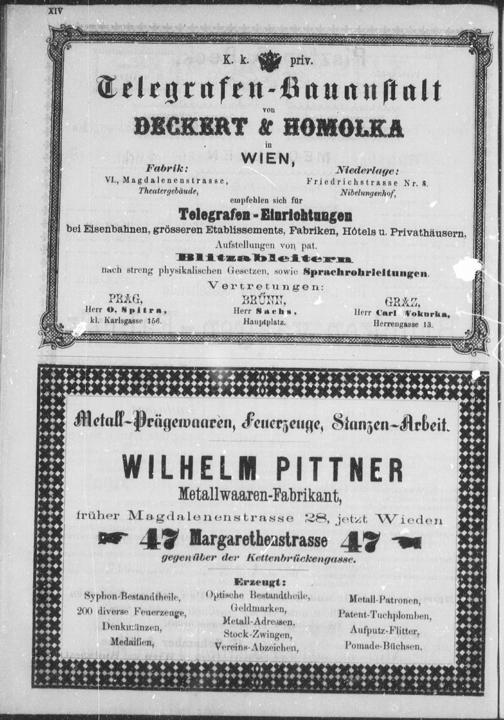 XIV
K. k. priv.
Telegrafen-Bauanstalt
von
DECKERT & HOMOLKA
in
WIEN,
Fabrik:
VI., Magdalenenstrasse,
Theatergebäude,
Niederlage:
Friedrichstrasse Nr. 8.
Nibelungenhof,
empfehlen sich für
Telegrafen-Einrichtungen
bei Eisenbahnen, grösseren Etablissements, Fabriken, Hôtels u. Privathäusern,
Aufstellungen von pat.
Blitzableitern
nach streng physikalischen Gesetzen, sowie Sprachrohrleitungen.
Vertretungen:
PRAG,
Herr O. Spitra,
kl. Karlsgasse 156.
BRÜNN,
Herr Sachs,
Hauptplatz.
GRAZ,
Herr Carl Wokurka,
Herrengasse 13.
Metall-Prägewaaren, Feuerzeuge, Stanzen-Arbeit.
WILHELM PITTNER
Metallwaaren-Fabrikant,
früher Magdalenenstrasse 28, jetzt Wieden
47 Margarethenstrasse 47
gegenüber der Kettenbrückengasse.
Erzeugt:
Syphon-Bestandtheile,
200 diverse Feuerzeuge,
Denkmünzen,
Medaillen,
Optische Bestandtheile,
Geldmarken,
Metall-Adressen,
Stock-Zwingen,
Vereins-Abzeichen,
Metall-Patronen,
Patent-Tuchplomben,
Aufputz-Flitter,
Pomade-Büchsen.